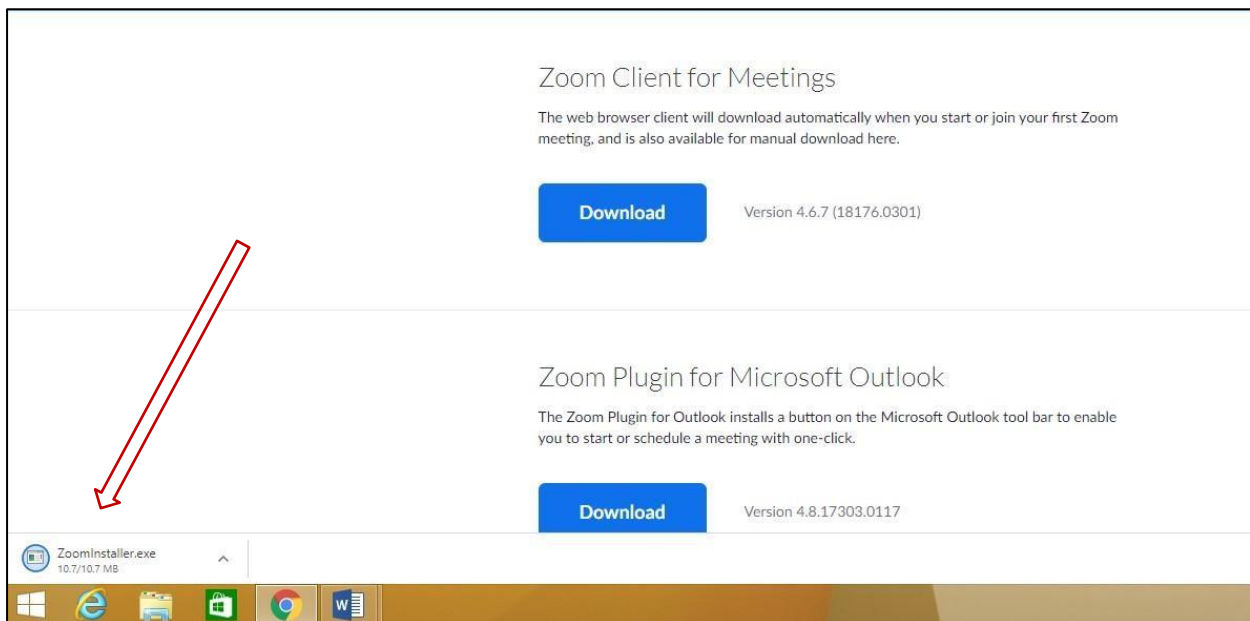 Zoom Client for Meetings
The web browser client will download automatically when you start or join your first Zoom
meeting, and is also available for manual download here.
Download
Version 4.6.7 (18176.0301)
Zoom Plugin for Microsoft Outlook
The Zoom Plugin for Outlook installs a button on the Microsoft Outlook tool bar to enable
you to start or schedule a meeting with one-click.
Download
Version 4.8.17303.0117
ZoomInstaller.exe
10.7/10.7 MB
W